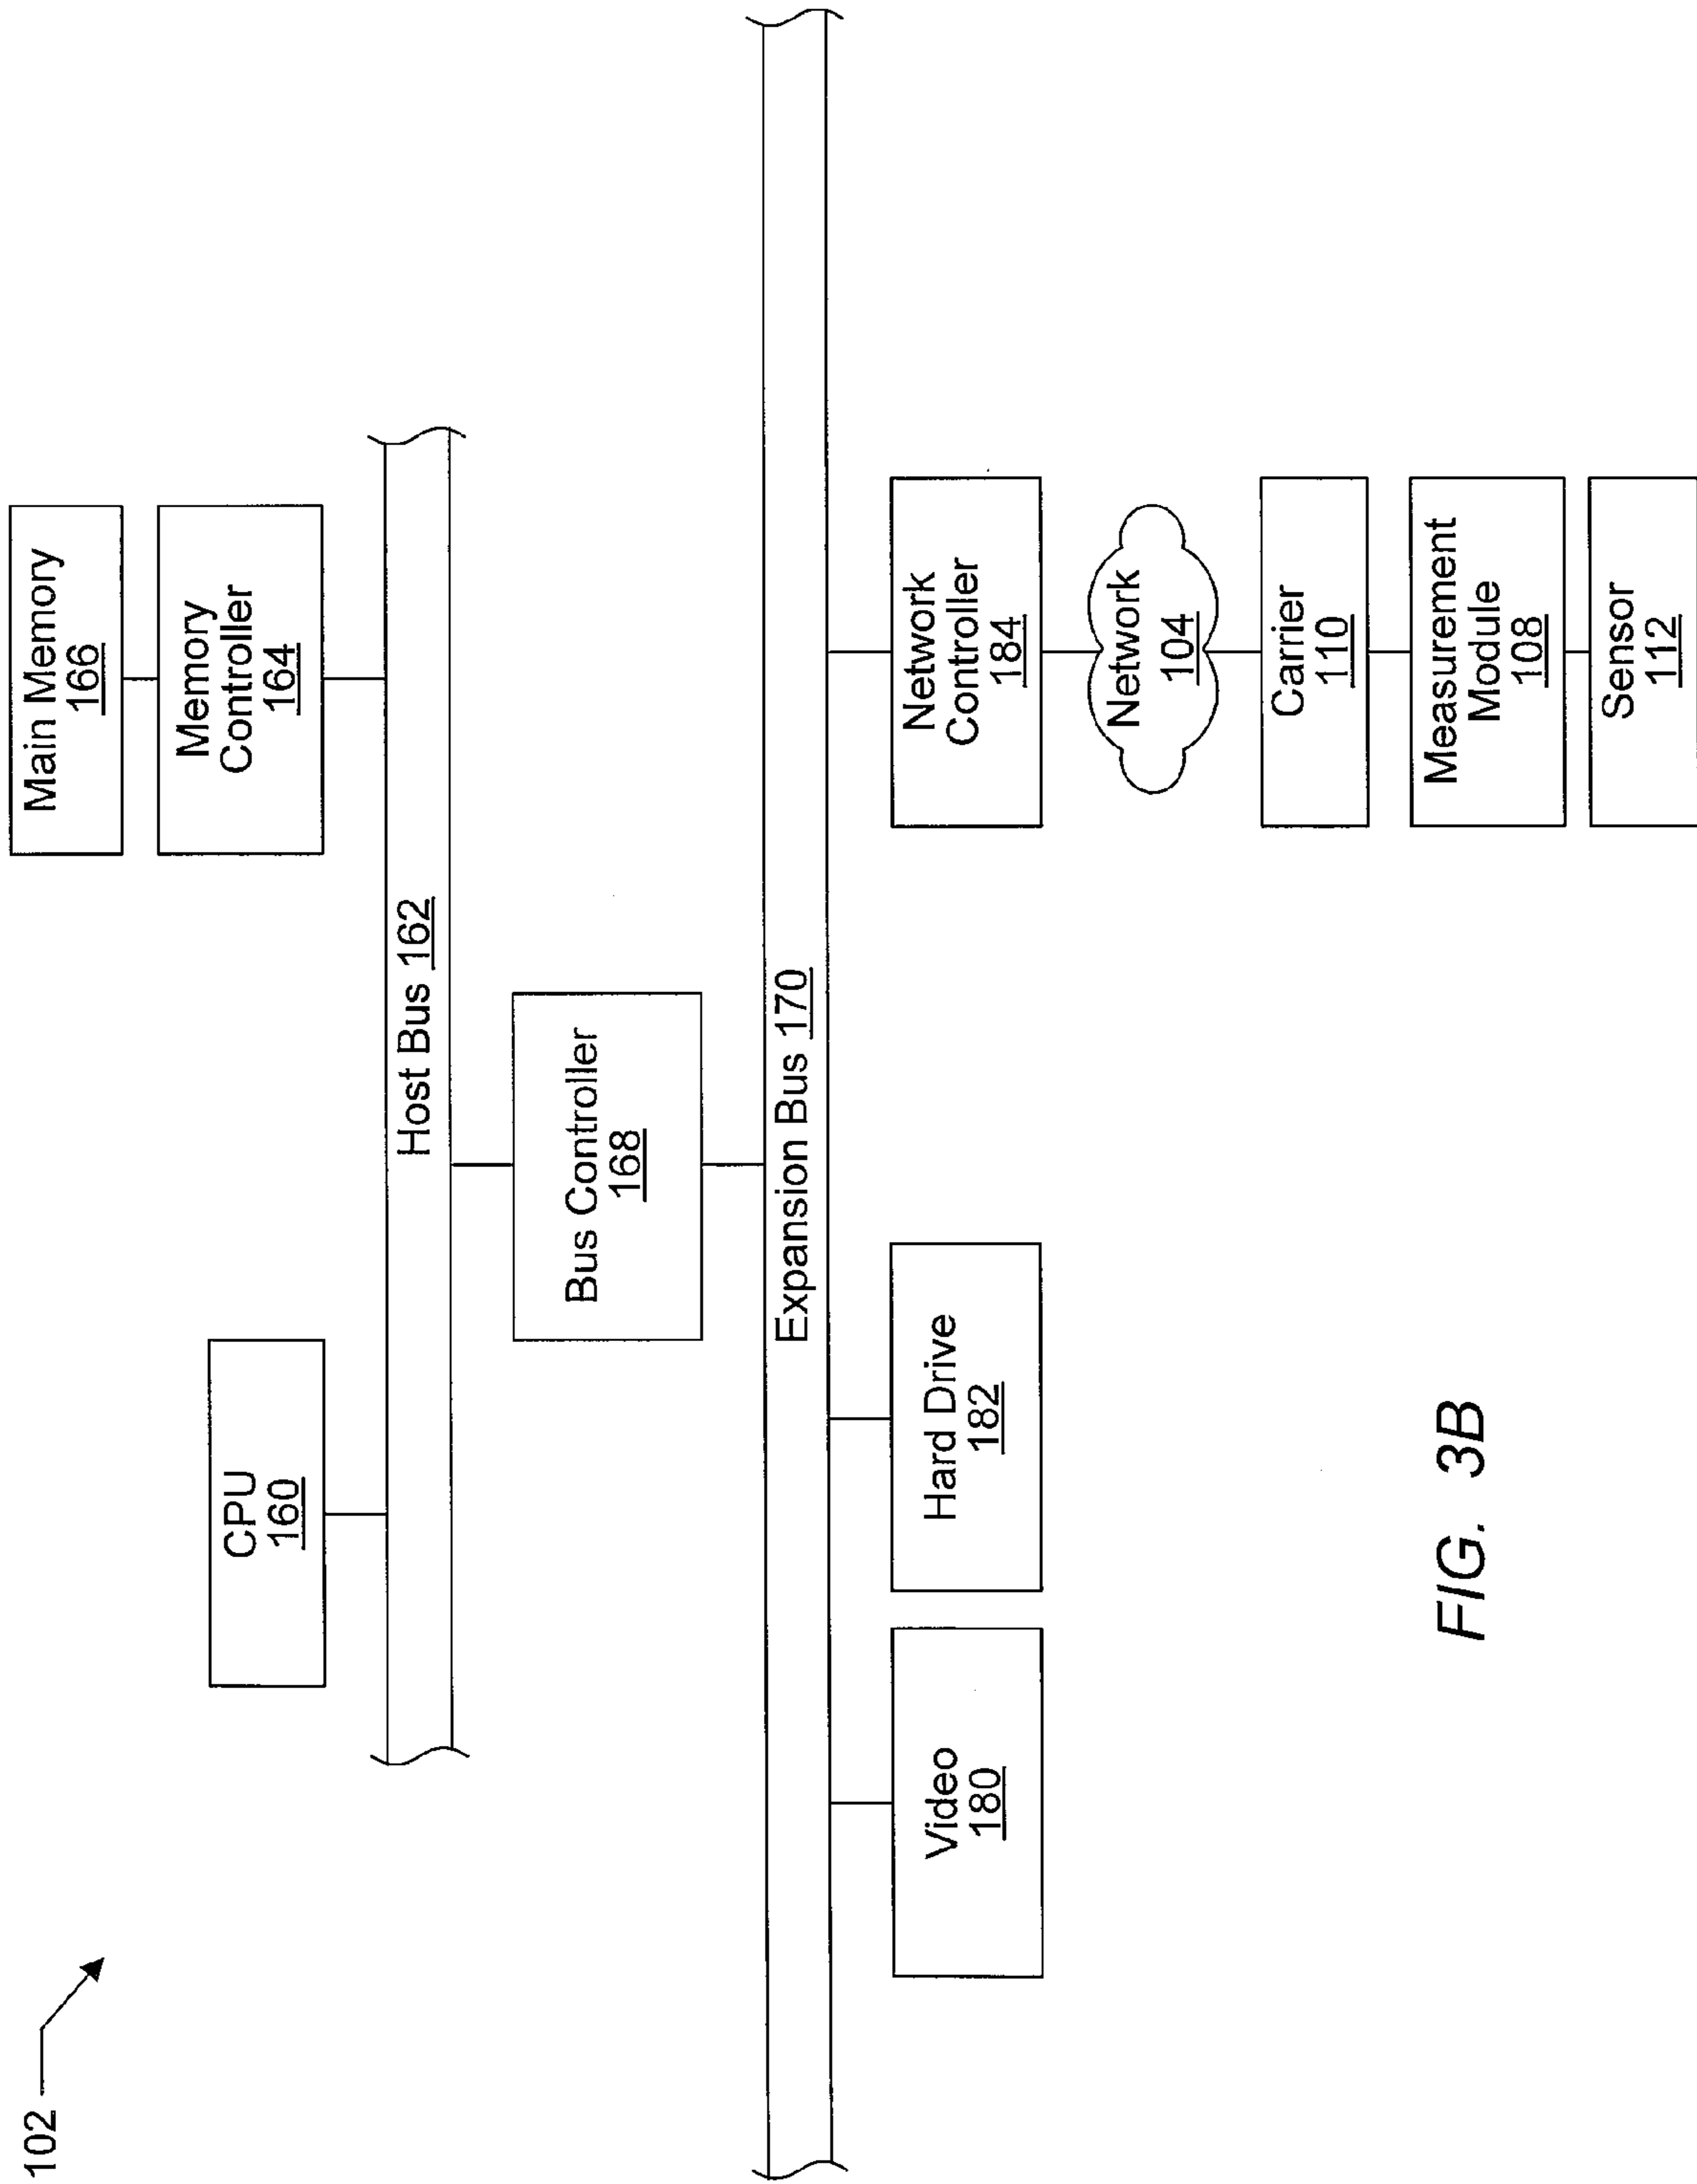 102
CPU
160
Main Memory
166
Memory
Controller
164
Host Bus 162
Bus Controller
168
Expansion Bus 170
Video
180
Hard Drive
182
Network
Controller
184
Network
104
Carrier
110
Measurement
Module
108
Sensor
112
FIG. 3B